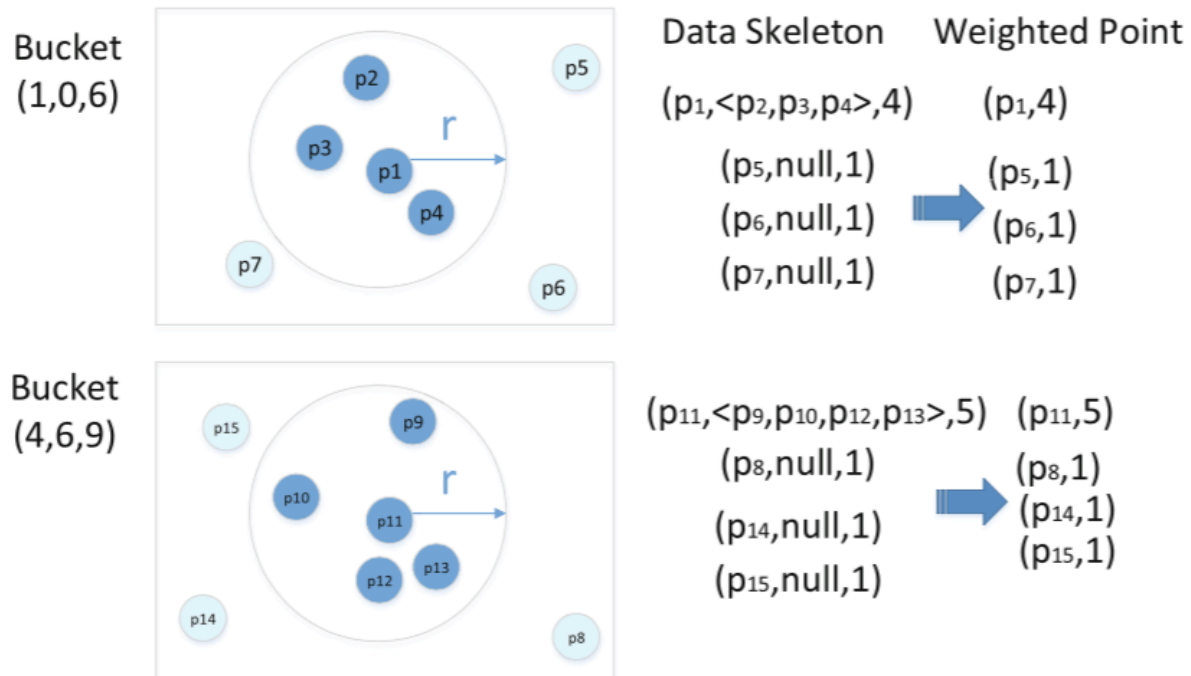 Data Skeleton Weighted Point
Bucket
(1,0,6)
p2
p5
p3
r
p1
p4
p7
p6
(p₁,<p₂,p₃,p₄>,4) (p₁,4)
(p₅,null,1) (p₅,1)
(p₆,null,1) (p₆,1)
(p₇,null,1) (p₇,1)
Bucket
(4,6,9)
p15
p9
p10
r
p11
p12
p13
p14
p8
(p₁₁,<p₉,p₁₀,p₁₂,p₁₃>,5) (p₁₁,5)
(p₈,null,1) (p₈,1)
(p₁₄,null,1) (p₁₄,1)
(p₁₅,null,1) (p₁₅,1)